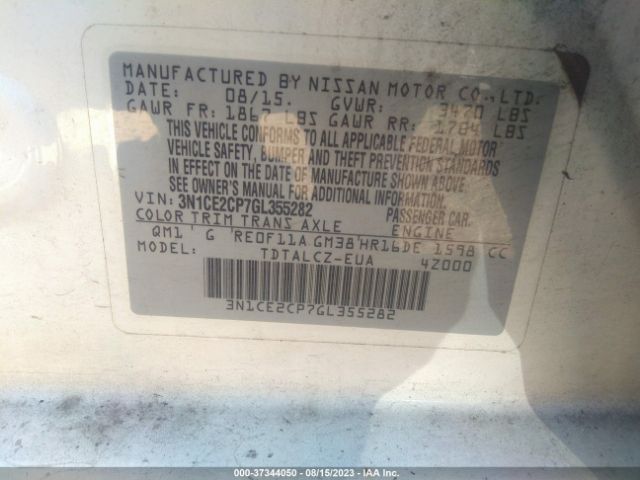 MANUFACTURED BY NISSAN MOTOR CO., LTD.
DATE: 08/15. GVWR: 3470 LBS
GAWR FR: 1867 LBS GAWR RR: 1704 LBS
THIS VEHICLE CONFORMS TO ALL APPLICABLE FEDERAL MOTOR
VEHICLE SAFETY, BUMPER AND THEFT PREVENTION STANDARDS
IN EFFECT ON THE DATE OF MANUFACTURE SHOWN ABOVE.
SEE OWNER'S MANUAL FOR ADDITIONAL INFORMATION.
VIN: 3N1CE2CP7GL355282 PASSENGER CAR.
COLOR TRIM TRANS AXLE ENGINE
QM1 G RE0F11A GM38 HR16DE 1598 CC
MODEL: TDTALCZ-EUA 4Z000
3N1CE2CP7GL355282
000-37344050 - 08/15/2023 - IAA Inc.